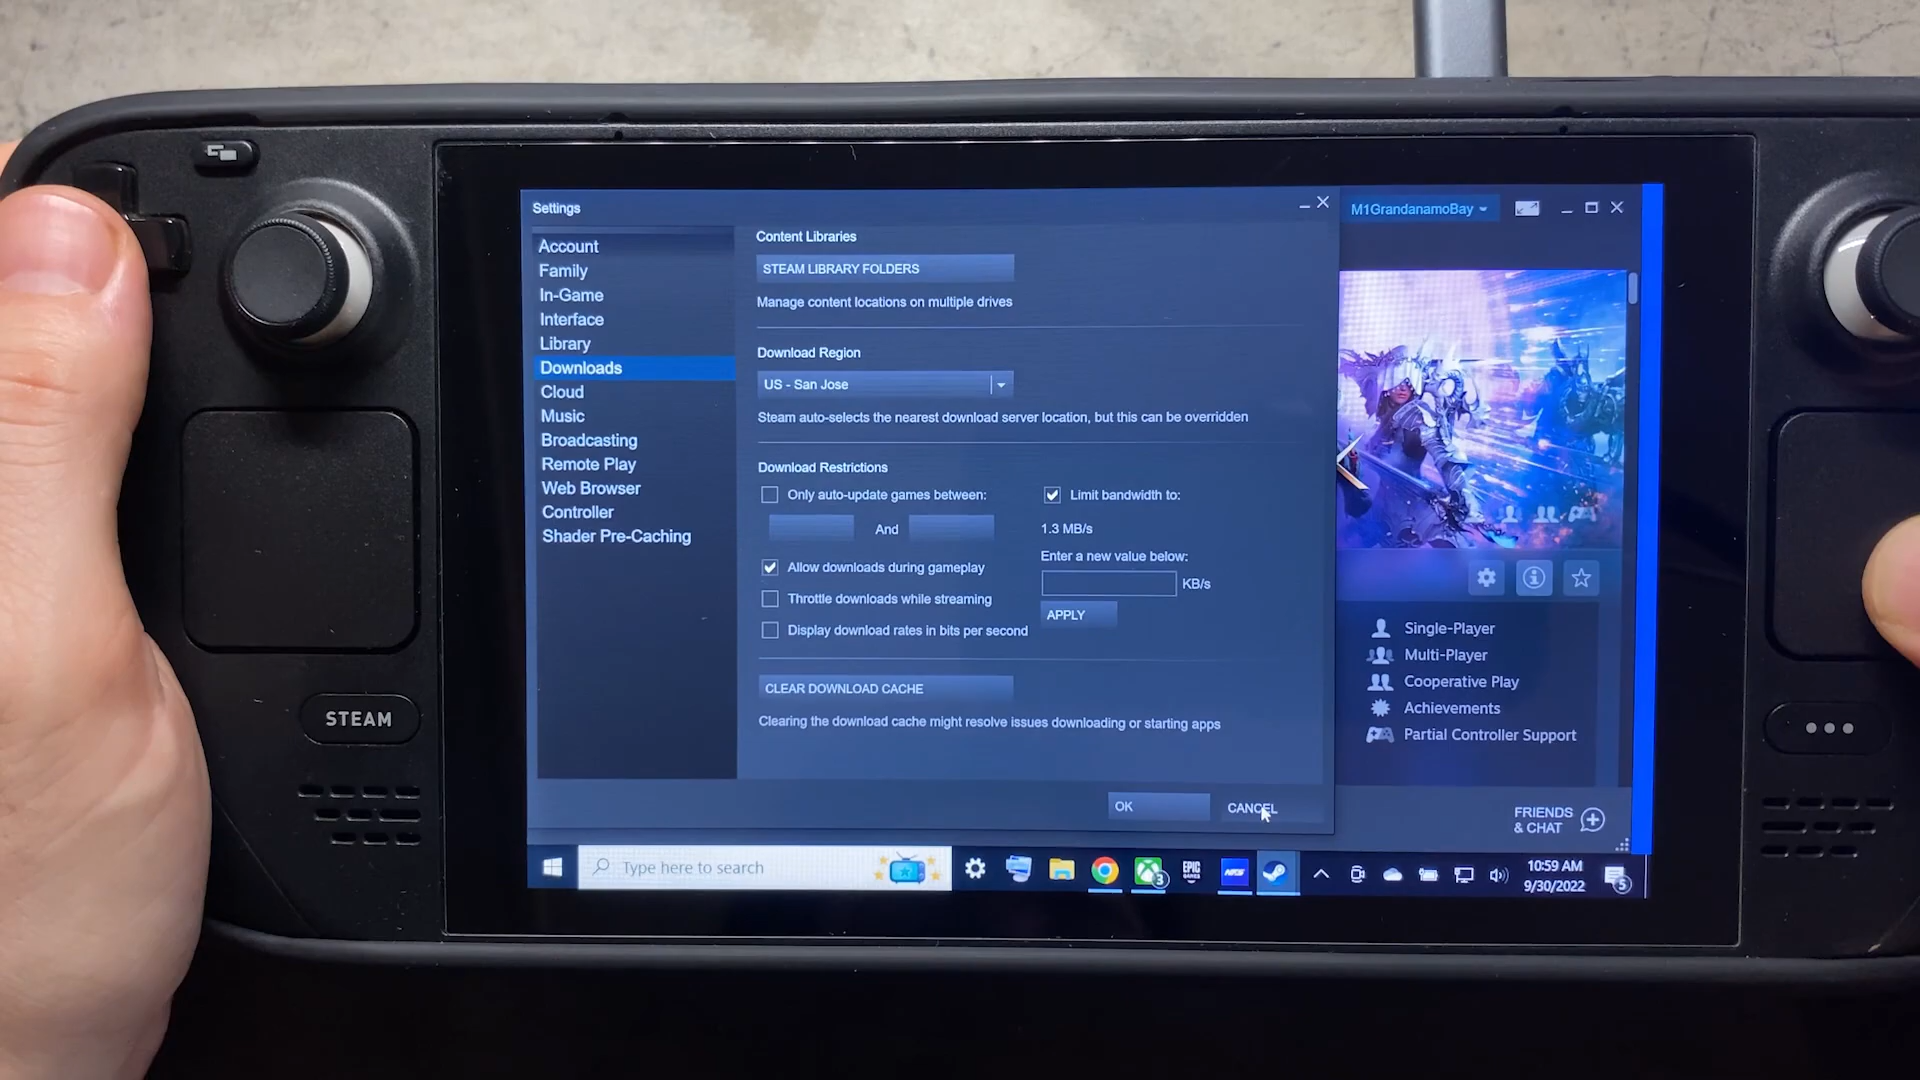 Settings
M1GrandanamoBay
Account
Family
In-Game
Interface
Library
Downloads
Cloud
Music
Broadcasting
Remote Play
Web Browser
Controller
Shader Pre-Caching
Content Libraries
STEAM LIBRARY FOLDERS
Manage content locations on multiple drives
Download Region
US - San Jose
Steam auto-selects the nearest download server location, but this can be overridden
Download Restrictions
Only auto-update games between:
And
Allow downloads during gameplay
Throttle downloads while streaming
Display download rates in bits per second
Limit bandwidth to:
1.3 MB/s
Enter a new value below:
KB/s
APPLY
CLEAR DOWNLOAD CACHE
Clearing the download cache might resolve issues downloading or starting apps
OK
CANCEL
Single-Player
Multi-Player
Cooperative Play
Achievements
Partial Controller Support
FRIENDS
& CHAT
STEAM
Type here to search
3
EPIC
GAMES
NFS
10:59 AM
9/30/2022
5